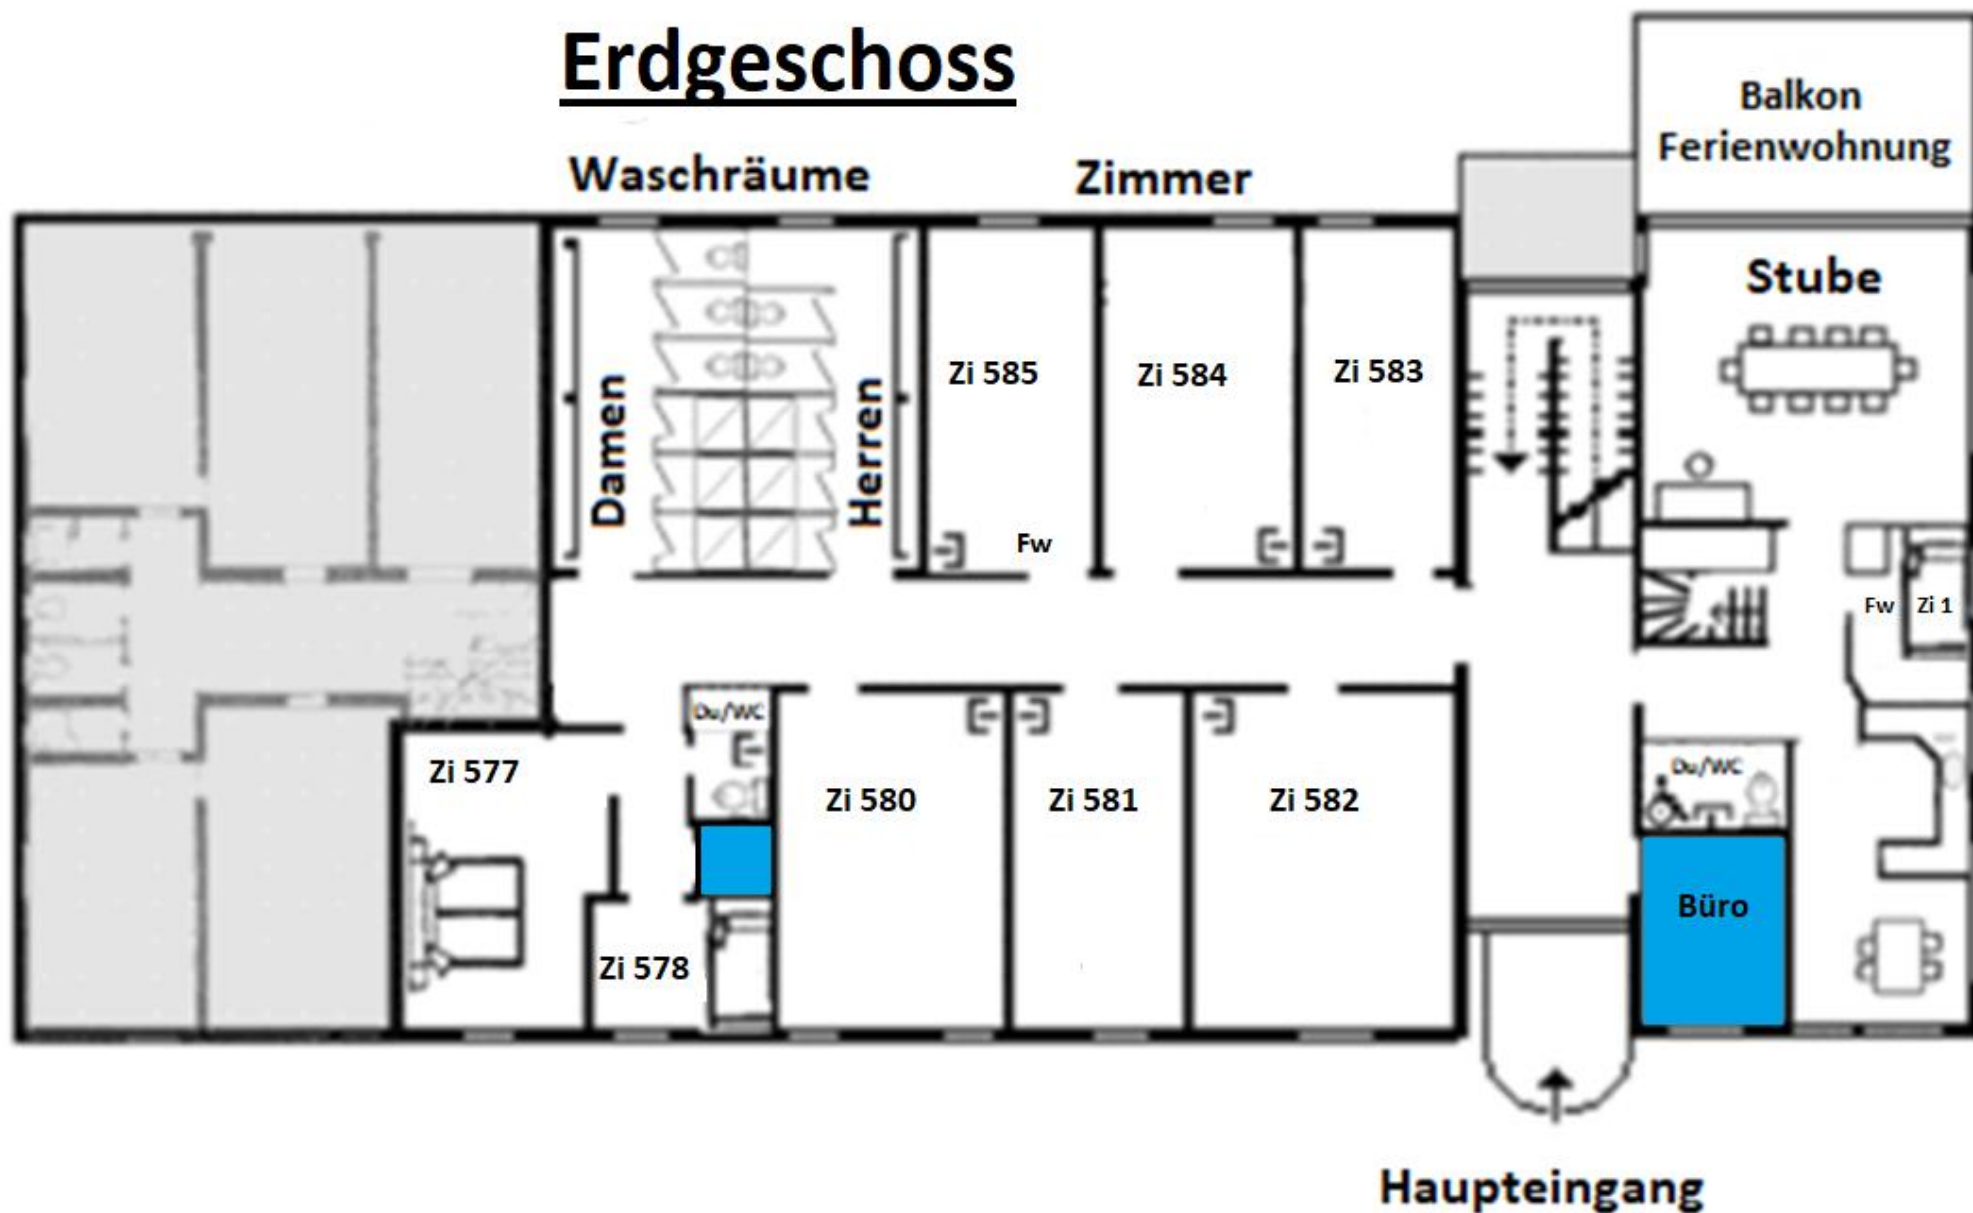 Erdgeschoss
Balkon
Ferienwohnung
Waschräume
Zimmer
Stube
Damen
Herren
Zi 585
Zi 584
Zi 583
Fw
Fw
Zi 1
Du/WC
Zi 577
Zi 580
Zi 581
Zi 582
Du/WC
Büro
Zi 578
Haupteingang